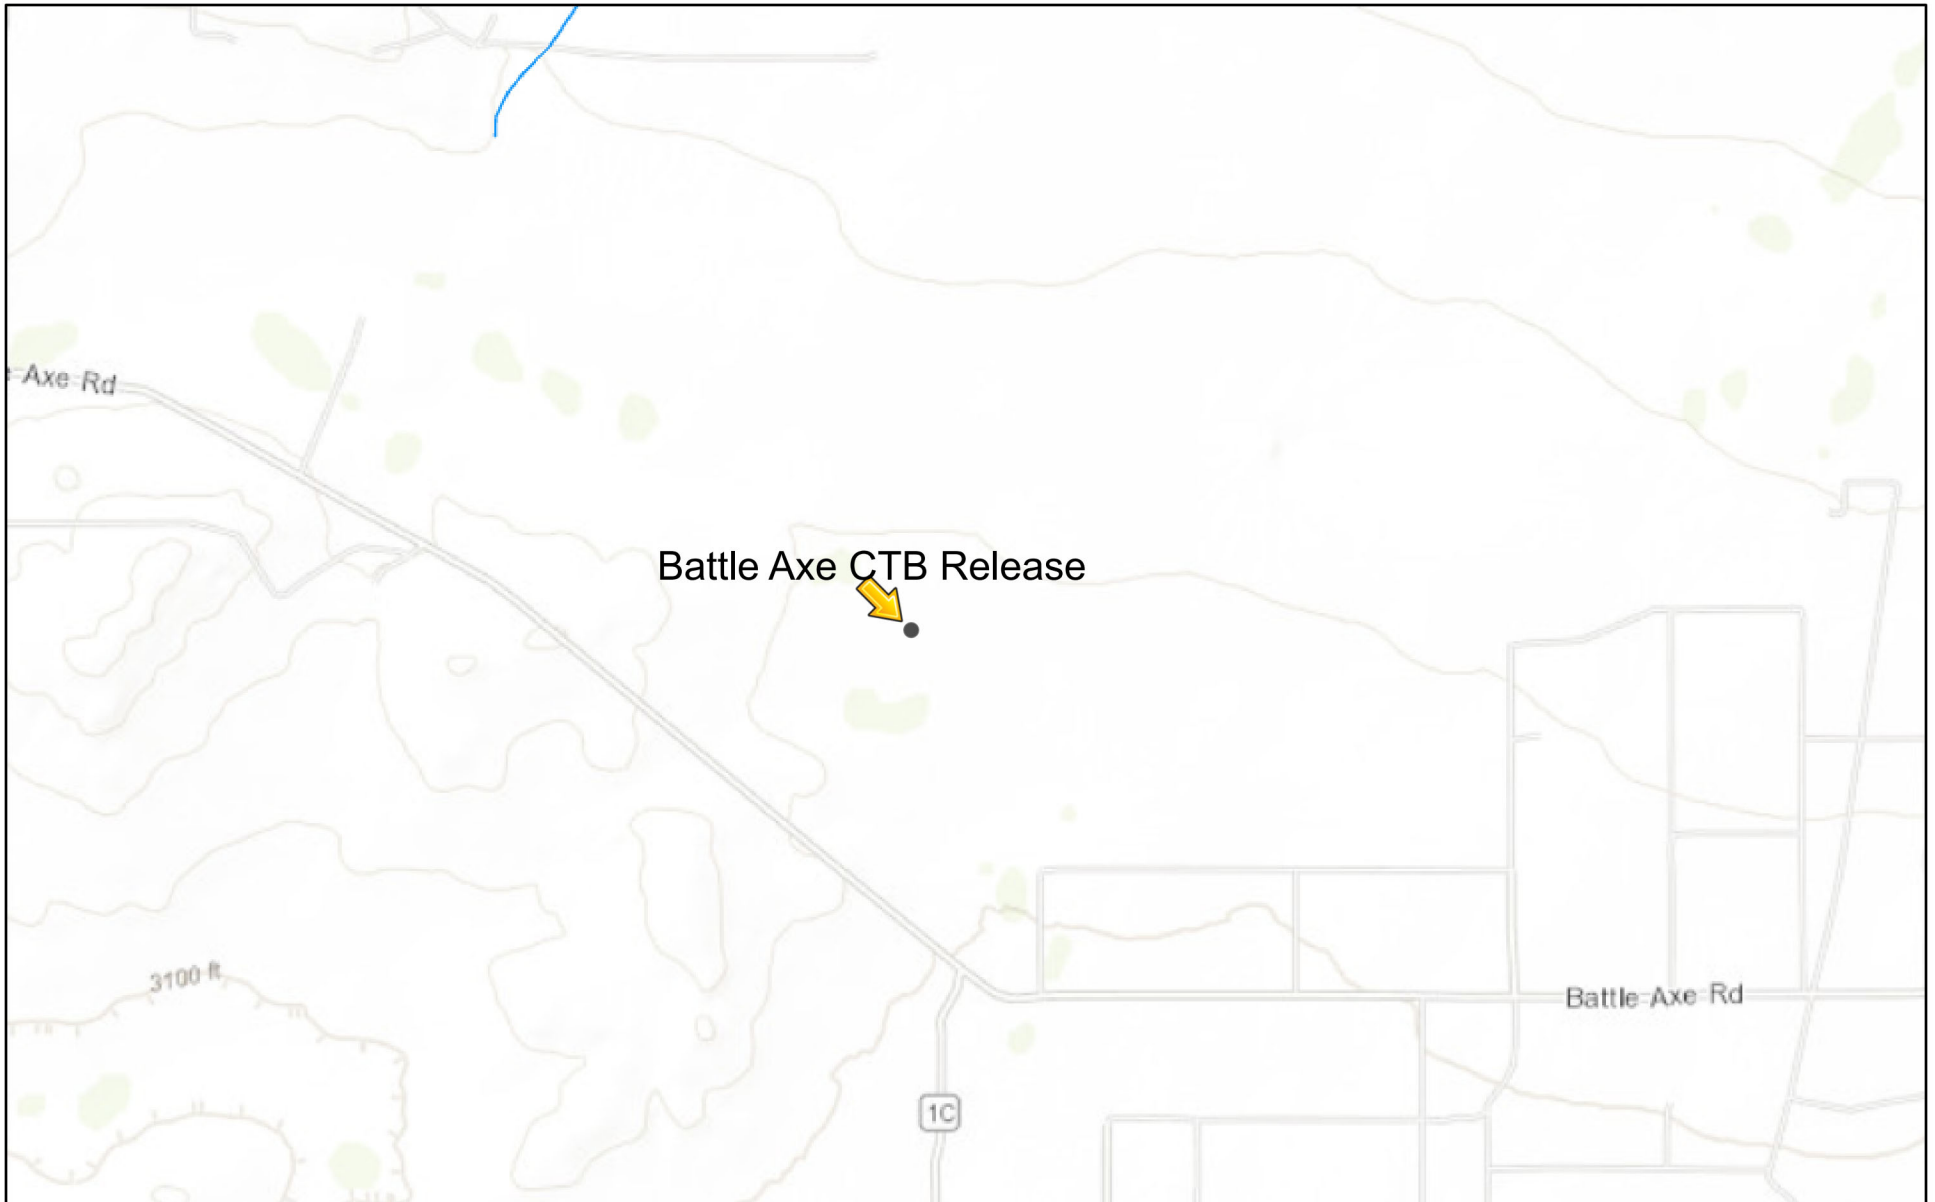 Axe Rd
Battle Axe CTB Release
3100 ft
Battle Axe Rd
1C